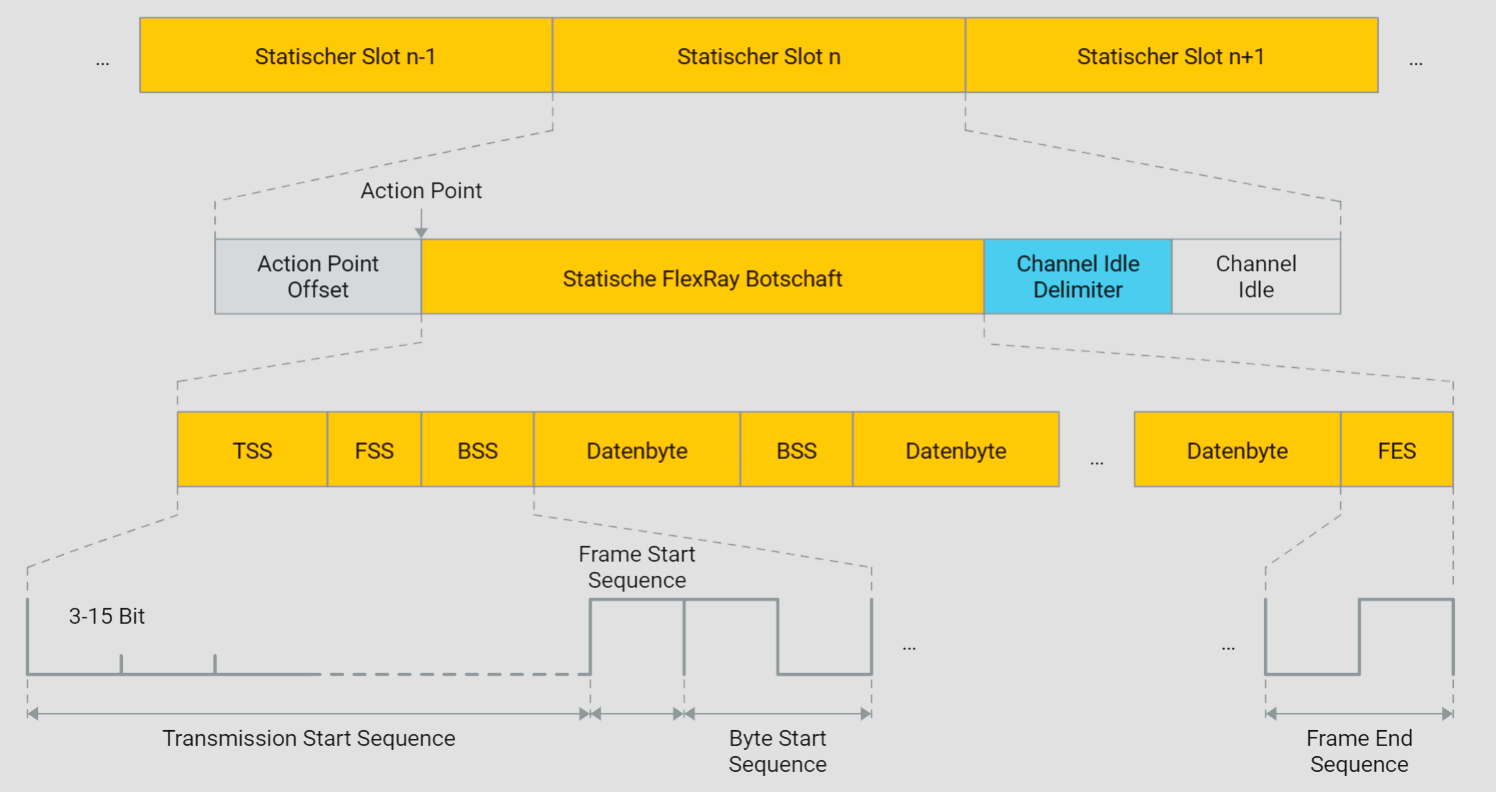 ...
Statischer Slot n-1
Statischer Slot n
Statischer Slot n+1
...
Action Point
Action Point
Offset
Statische FlexRay Botschaft
Channel Idle
Delimiter
Channel
Idle
TSS
FSS
BSS
Datenbyte
BSS
Datenbyte
...
Datenbyte
FES
Frame Start
Sequence
3-15 Bit
...
...
Transmission Start Sequence
Byte Start
Sequence
Frame End
Sequence